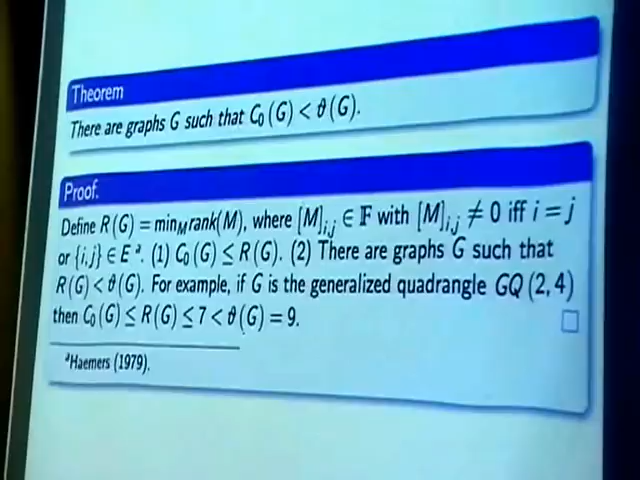 Theorem
There are graphs G such that C₀(G) < ϑ(G).
Proof.
Define R(G) = min_M rank(M), where [M]ᵢ,ⱼ ∈ 𝔽 with [M]ᵢ,ⱼ ≠ 0 iff i = j
or {i,j} ∈ E ᵃ. (1) C₀(G) ≤ R(G). (2) There are graphs G such that
R(G) < ϑ(G). For example, if G is the generalized quadrangle GQ(2,4)
then C₀(G) ≤ R(G) ≤ 7 < ϑ(G) = 9. □
ᵃHaemers (1979).